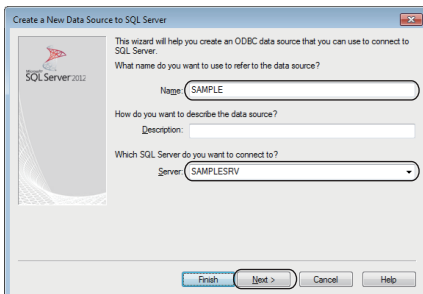 Create a New Data Source to SQL Server
This wizard will help you create an ODBC data source that you can use to connect to
SQL Server.
What name do you want to use to refer to the data source?
Name: SAMPLE
How do you want to describe the data source?
Description:
Which SQL Server do you want to connect to?
Server: SAMPLESRV
Microsoft
SQL Server 2012
Finish Next > Cancel Help